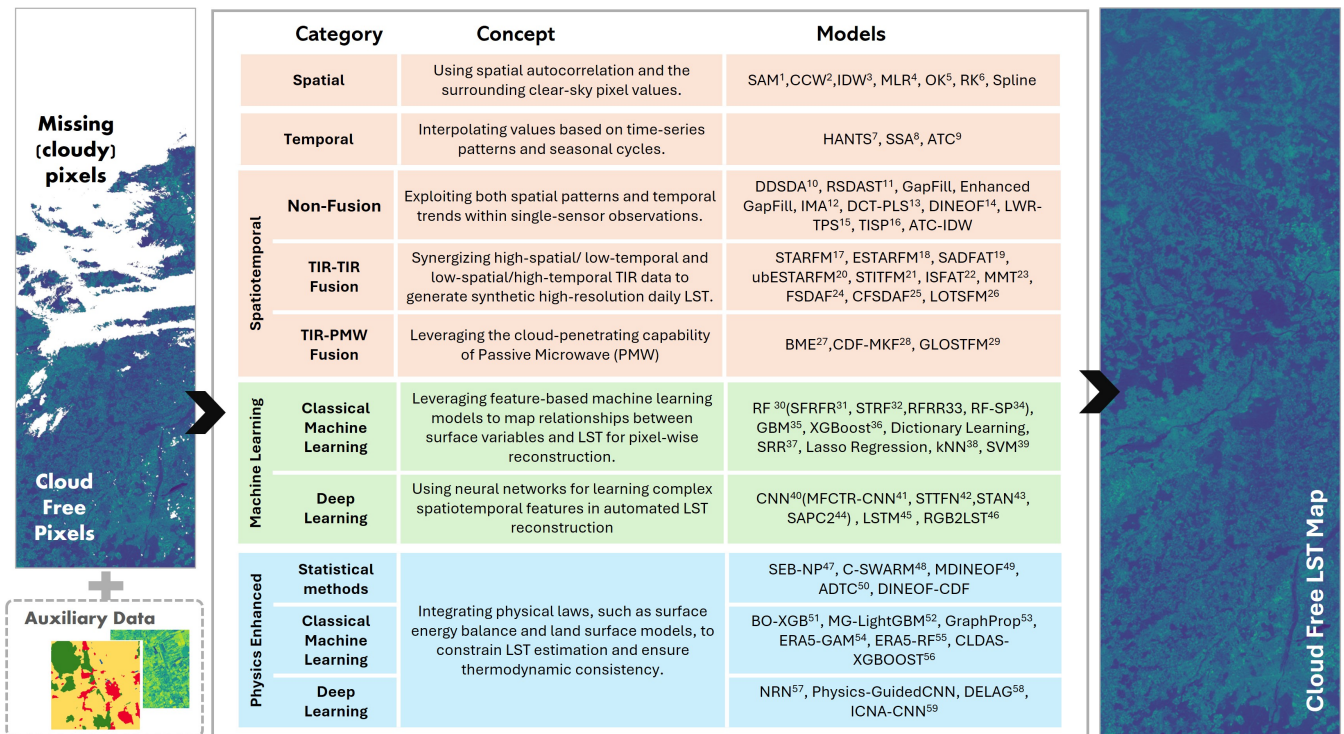 Missing
(cloudy)
pixels
Cloud
Free
Pixels
Auxiliary Data
Category Concept Models
Spatial
Using spatial autocorrelation and the
surrounding clear-sky pixel values.
SAM¹,CCW²,IDW³, MLR⁴, OK⁵, RK⁶, Spline
Temporal
Interpolating values based on time-series
patterns and seasonal cycles.
HANTS⁷, SSA⁸, ATC⁹
Spatiotemporal
Non-Fusion
Exploiting both spatial patterns and temporal
trends within single-sensor observations.
DDSDA¹⁰, RSDAST¹¹, GapFill, Enhanced
GapFill, IMA¹², DCT-PLS¹³, DINEOF¹⁴, LWR-
TPS¹⁵, TISP¹⁶, ATC-IDW
TIR-TIR
Fusion
Synergizing high-spatial/ low-temporal and
low-spatial/high-temporal TIR data to
generate synthetic high-resolution daily LST.
STARFM¹⁷, ESTARFM¹⁸, SADFAT¹⁹,
ubESTARFM²⁰, STITFM²¹, ISFAT²², MMT²³,
FSDAF²⁴, CFSDAF²⁵, LOTSFM²⁶
TIR-PMW
Fusion
Leveraging the cloud-penetrating capability
of Passive Microwave (PMW)
BME²⁷,CDF-MKF²⁸, GLOSTFM²⁹
Machine Learning
Classical
Machine
Learning
Leveraging feature-based machine learning
models to map relationships between
surface variables and LST for pixel-wise
reconstruction.
RF ³⁰(SFRFR³¹, STRF³²,RFRR33, RF-SP³⁴),
GBM³⁵, XGBoost³⁶, Dictionary Learning,
SRR³⁷, Lasso Regression, kNN³⁸, SVM³⁹
Deep
Learning
Using neural networks for learning complex
spatiotemporal features in automated LST
reconstruction
CNN⁴⁰(MFCTR-CNN⁴¹, STTFN⁴²,STAN⁴³,
SAPC2⁴⁴) , LSTM⁴⁵ , RGB2LST⁴⁶
Physics Enhanced
Statistical
methods
Integrating physical laws, such as surface
energy balance and land surface models, to
constrain LST estimation and ensure
thermodynamic consistency.
SEB-NP⁴⁷, C-SWARM⁴⁸, MDINEOF⁴⁹,
ADTC⁵⁰, DINEOF-CDF
Classical
Machine
Learning
BO-XGB⁵¹, MG-LightGBM⁵², GraphProp⁵³,
ERA5-GAM⁵⁴, ERA5-RF⁵⁵, CLDAS-
XGBOOST⁵⁶
Deep
Learning
NRN⁵⁷, Physics-GuidedCNN, DELAG⁵⁸,
ICNA-CNN⁵⁹
Cloud Free LST Map